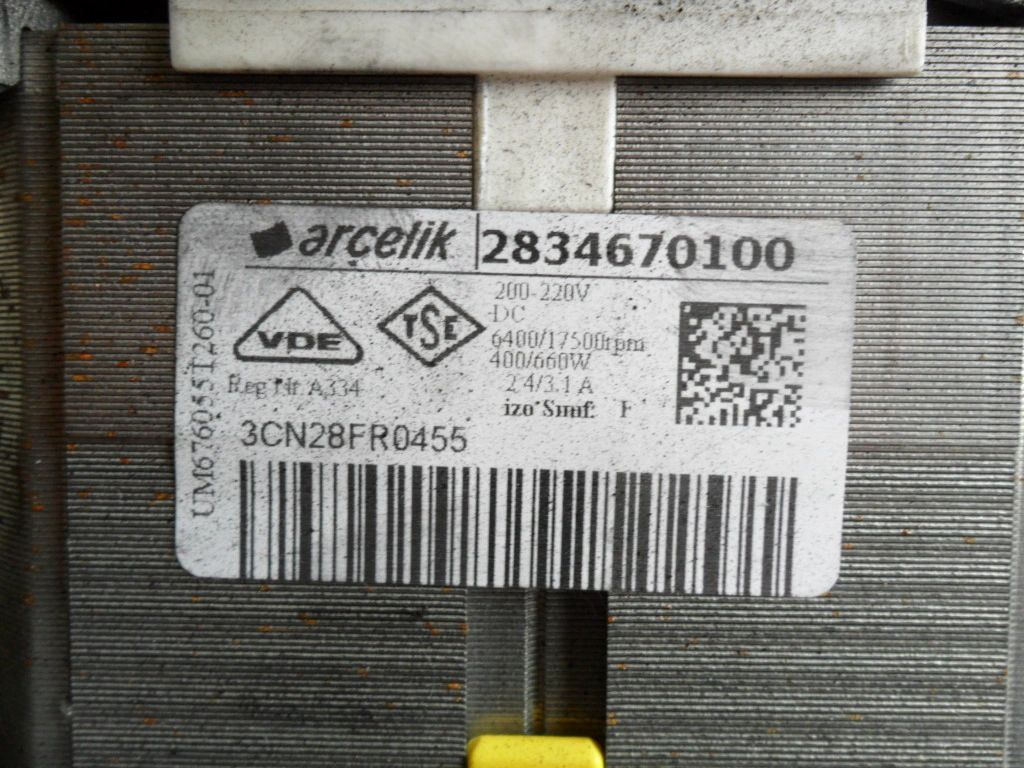 arçelik 2834670100
VDE
TSE
200-220V
DC
6400/17500rpm
400/660W
2.4/3.1 A
izo Sınıf: F
Reg Nr A334
3CN28FR0455
UM676055T260-01